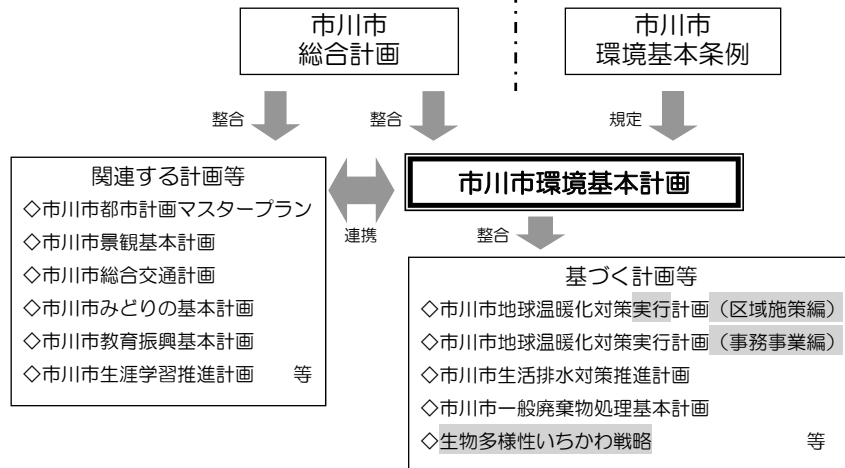 市川市
総合計画
市川市
環境基本条例
整合
整合
規定
関連する計画等
◇市川市都市計画マスタープラン
◇市川市景観基本計画
◇市川市総合交通計画
◇市川市みどりの基本計画
◇市川市教育振興基本計画
◇市川市生涯学習推進計画 等
連携
市川市環境基本計画
整合
基づく計画等
◇市川市地球温暖化対策実行計画（区域施策編）
◇市川市地球温暖化対策実行計画（事務事業編）
◇市川市生活排水対策推進計画
◇市川市一般廃棄物処理基本計画
◇生物多様性いちかわ戦略 等